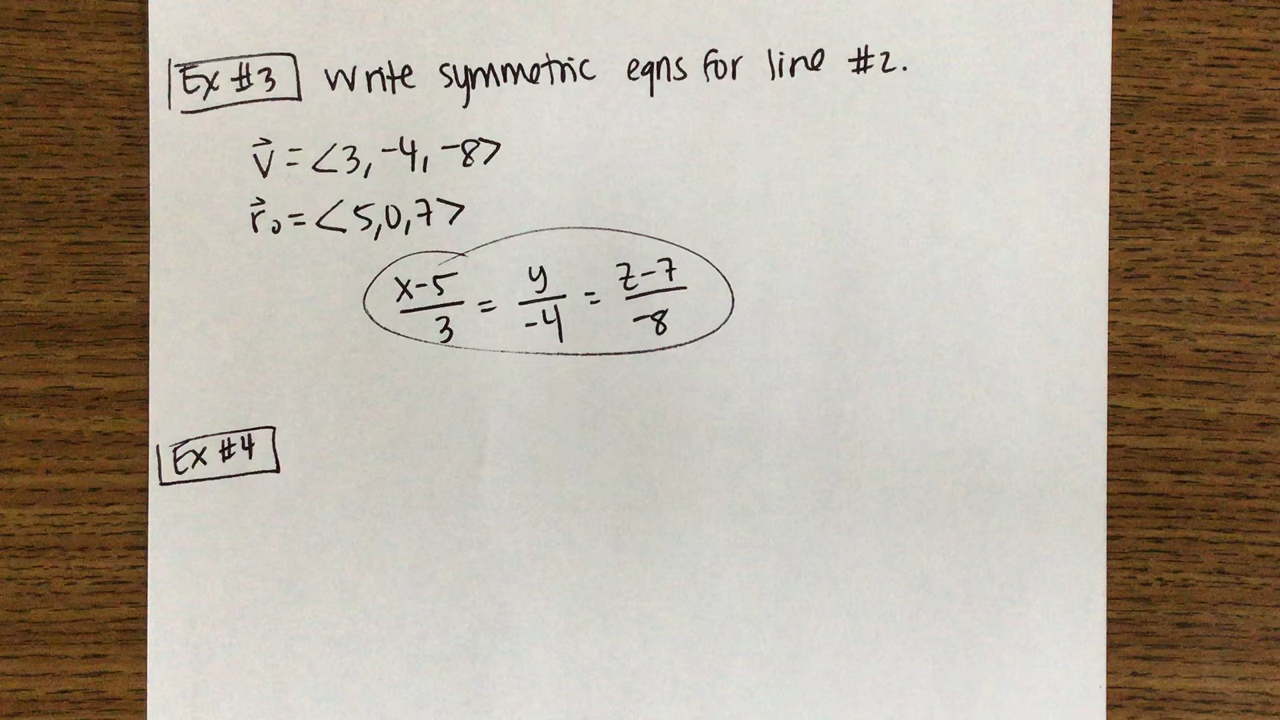 Ex #3 Write symmetric eqns for line #2.
v⃗ = <3, -4, -8>
r⃗₀ = <5,0,7>
x-5/3 = y/-4 = z-7/-8
Ex #4